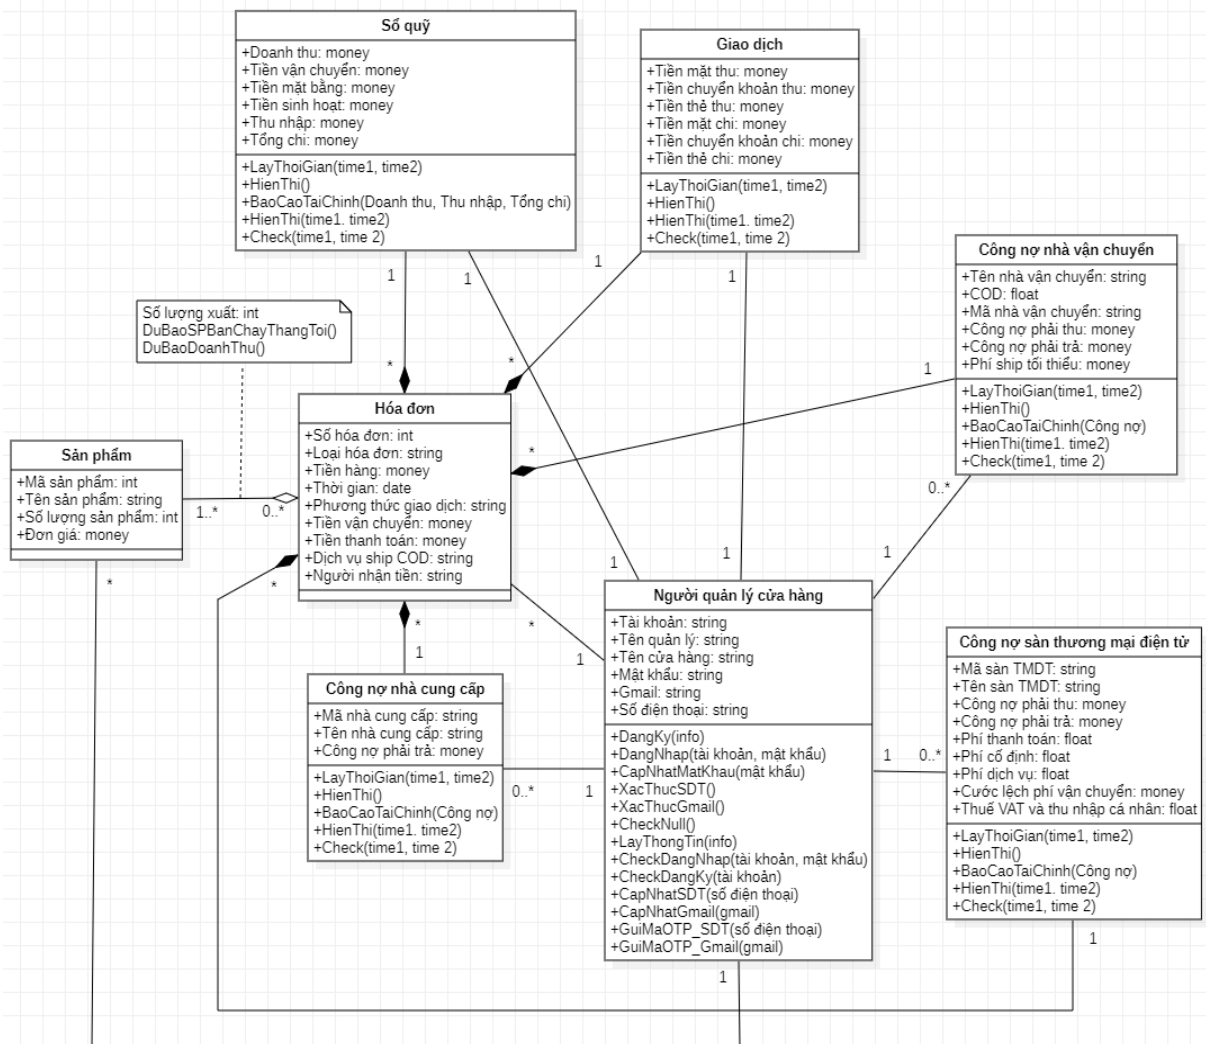 Sổ quỹ
+Doanh thu: money
+Tiền vận chuyển: money
+Tiền mặt bằng: money
+Tiền sinh hoạt: money
+Thu nhập: money
+Tổng chi: money
+LayThoiGian(time1, time2)
+HienThi()
+BaoCaoTaiChinh(Doanh thu, Thu nhập, Tổng chi)
+HienThi(time1. time2)
+Check(time1, time 2)
Giao dịch
+Tiền mặt thu: money
+Tiền chuyển khoản thu: money
+Tiền thẻ thu: money
+Tiền mặt chi: money
+Tiền chuyển khoản chi: money
+Tiền thẻ chi: money
+LayThoiGian(time1, time2)
+HienThi()
+HienThi(time1. time2)
+Check(time1, time 2)
Công nợ nhà vận chuyển
+Tên nhà vận chuyển: string
+COD: float
+Mã nhà vận chuyển: string
+Công nợ phải thu: money
+Công nợ phải trả: money
+Phí ship tối thiểu: money
+LayThoiGian(time1, time2)
+HienThi()
+BaoCaoTaiChinh(Công nợ)
+HienThi(time1. time2)
+Check(time1, time 2)
1
1
1
1
Số lượng xuất: int
DuBaoSPBanChayThangToi()
DuBaoDoanhThu()
*
*
1
*
Hóa đơn
+Số hóa đơn: int
+Loại hóa đơn: string
+Tiền hàng: money
+Thời gian: date
+Phương thức giao dịch: string
+Tiền vận chuyển: money
+Tiền thanh toán: money
+Dịch vụ ship COD: string
+Người nhận tiền: string
Sản phẩm
+Mã sản phẩm: int
+Tên sản phẩm: string
+Số lượng sản phẩm: int
+Đơn giá: money
1..*
0..*
*
*
0..*
1
1
1
*
1
*
1
Người quản lý cửa hàng
+Tài khoản: string
+Tên quản lý: string
+Tên cửa hàng: string
+Mật khẩu: string
+Gmail: string
+Số điện thoại: string
+DangKy(info)
+DangNhap(tài khoản, mật khẩu)
+CapNhatMatKhau(mật khẩu)
+XacThucSDT()
+XacThucGmail()
+CheckNull()
+LayThongTin(info)
+CheckDangNhap(tài khoản, mật khẩu)
+CheckDangKy(tài khoản)
+CapNhatSDT(số điện thoại)
+CapNhatGmail(gmail)
+GuiMaOTP_SDT(số điện thoại)
+GuiMaOTP_Gmail(gmail)
Công nợ nhà cung cấp
+Mã nhà cung cấp: string
+Tên nhà cung cấp: string
+Công nợ phải trả: money
+LayThoiGian(time1, time2)
+HienThi()
+BaoCaoTaiChinh(Công nợ)
+HienThi(time1. time2)
+Check(time1, time 2)
0..*
1
1
0..*
Công nợ sàn thương mại điện tử
+Mã sàn TMDT: string
+Tên sàn TMDT: string
+Công nợ phải thu: money
+Công nợ phải trả: money
+Phí thanh toán: float
+Phí cố định: float
+Phí dịch vụ: float
+Cước lệch phí vận chuyển: money
+Thuế VAT và thu nhập cá nhân: float
+LayThoiGian(time1, time2)
+HienThi()
+BaoCaoTaiChinh(Công nợ)
+HienThi(time1. time2)
+Check(time1, time 2)
1
1